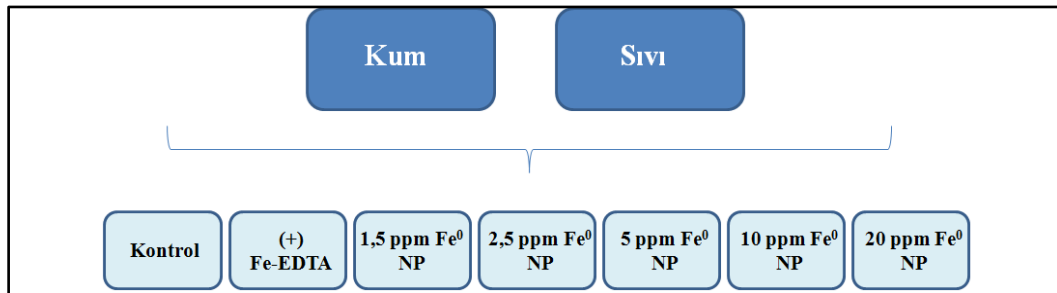 Kum
Sıvı
Kontrol
(+)
Fe-EDTA
1,5 ppm Fe⁰
NP
2,5 ppm Fe⁰
NP
5 ppm Fe⁰
NP
10 ppm Fe⁰
NP
20 ppm Fe⁰
NP